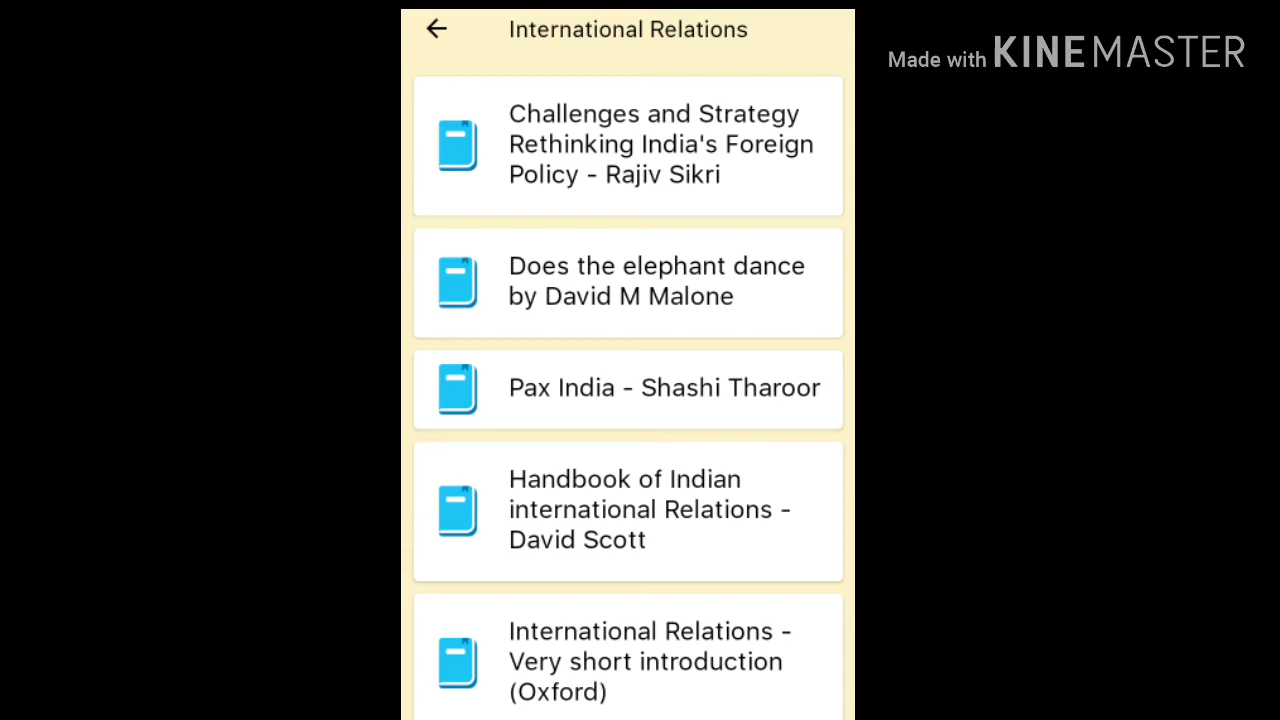 International Relations
Made with KINEMASTER
Challenges and Strategy
Rethinking India's Foreign
Policy - Rajiv Sikri
Does the elephant dance
by David M Malone
Pax India - Shashi Tharoor
Handbook of Indian
international Relations -
David Scott
International Relations -
Very short introduction
(Oxford)